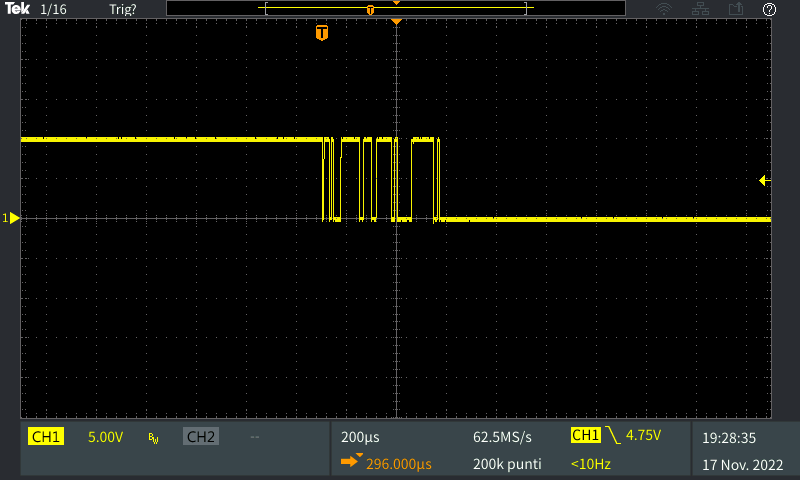 Tek 1/16 Trig?
T
?
T
1
CH1 5.00V BW CH2 -- 200µs 62.5MS/s CH1 4.75V 19:28:35
296.000µs 200k punti <10Hz 17 Nov. 2022